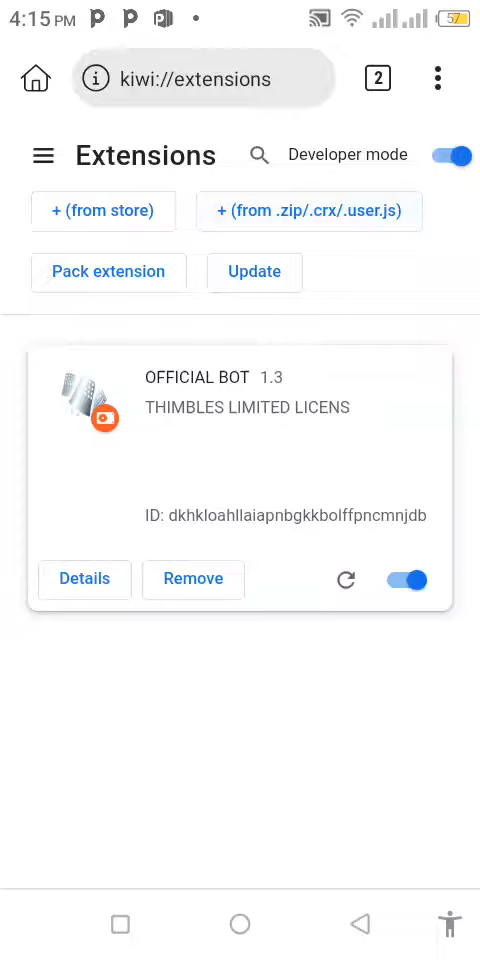 4:15 PM
57
kiwi://extensions
2
Extensions
Developer mode
+ (from store)
+ (from .zip/.crx/.user.js)
Pack extension
Update
OFFICIAL BOT 1.3
THIMBLES LIMITED LICENS
ID: dkhkloahllaiapnbgkkbolffpncmnjdb
Details
Remove